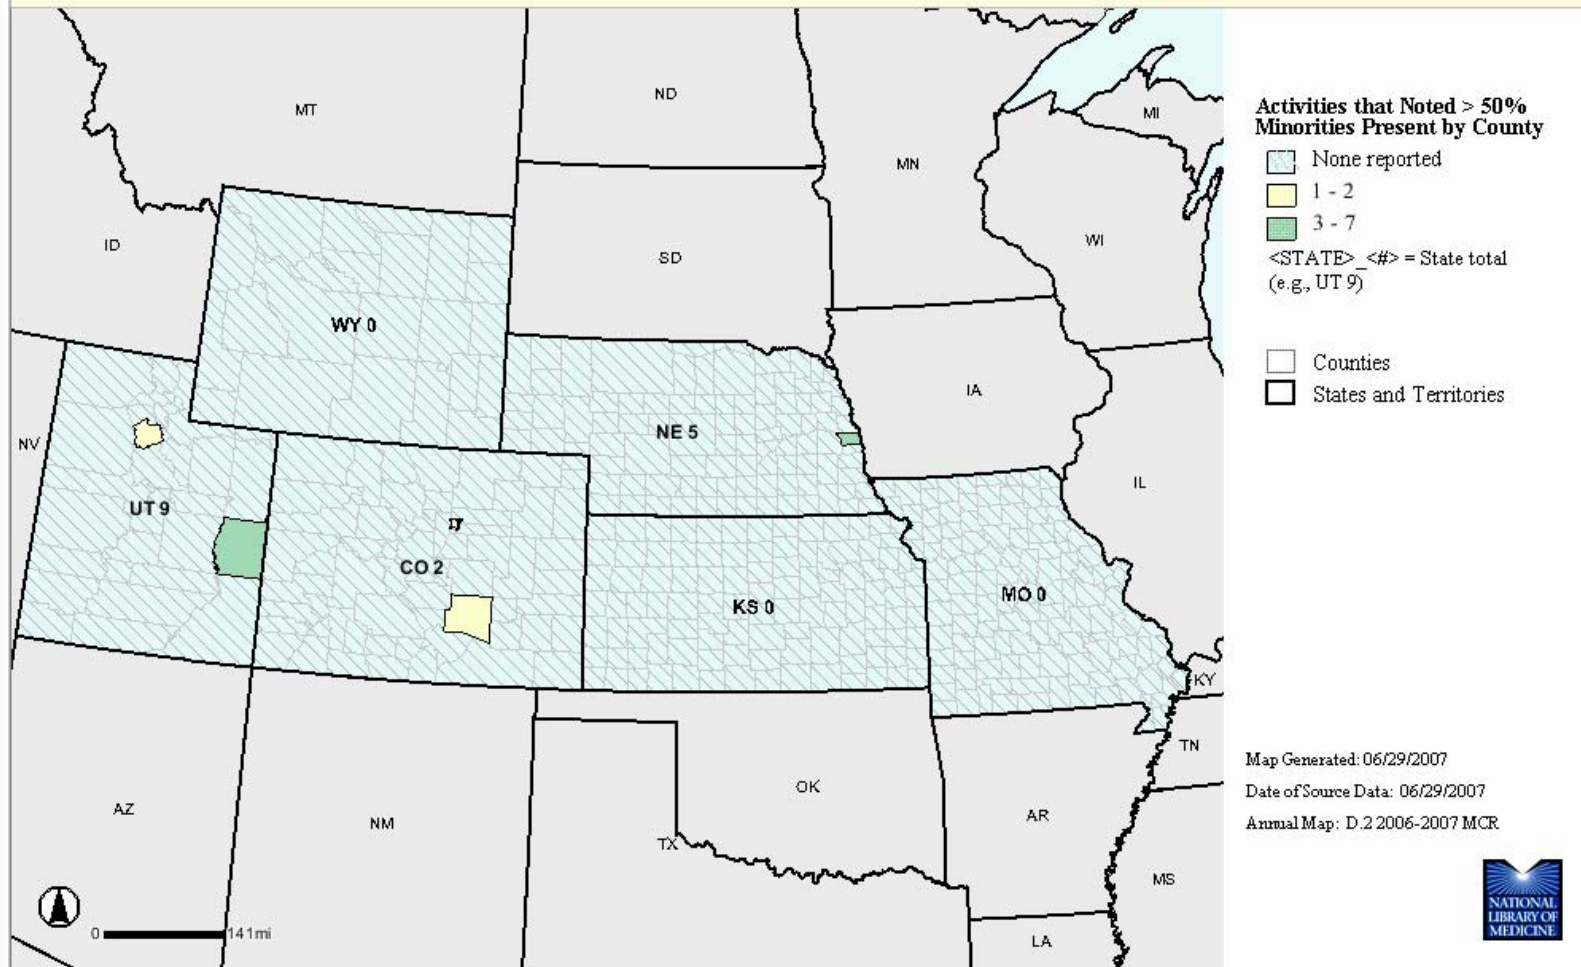 MT
ND
MN
MI
ID
SD
WI
WY 0
IA
NV
NE 5
IL
UT 9
CO 2
KS 0
MO 0
KY
TN
AZ
NM
OK
TX
AR
MS
LA
0 141mi
Activities that Noted > 50%
Minorities Present by County
None reported
1 - 2
3 - 7
<STATE>_<#> = State total
(e.g., UT 9)
Counties
States and Territories
Map Generated: 06/29/2007
Date of Source Data: 06/29/2007
Annual Map: D.2 2006-2007 MCR
NATIONAL
LIBRARY OF
MEDICINE